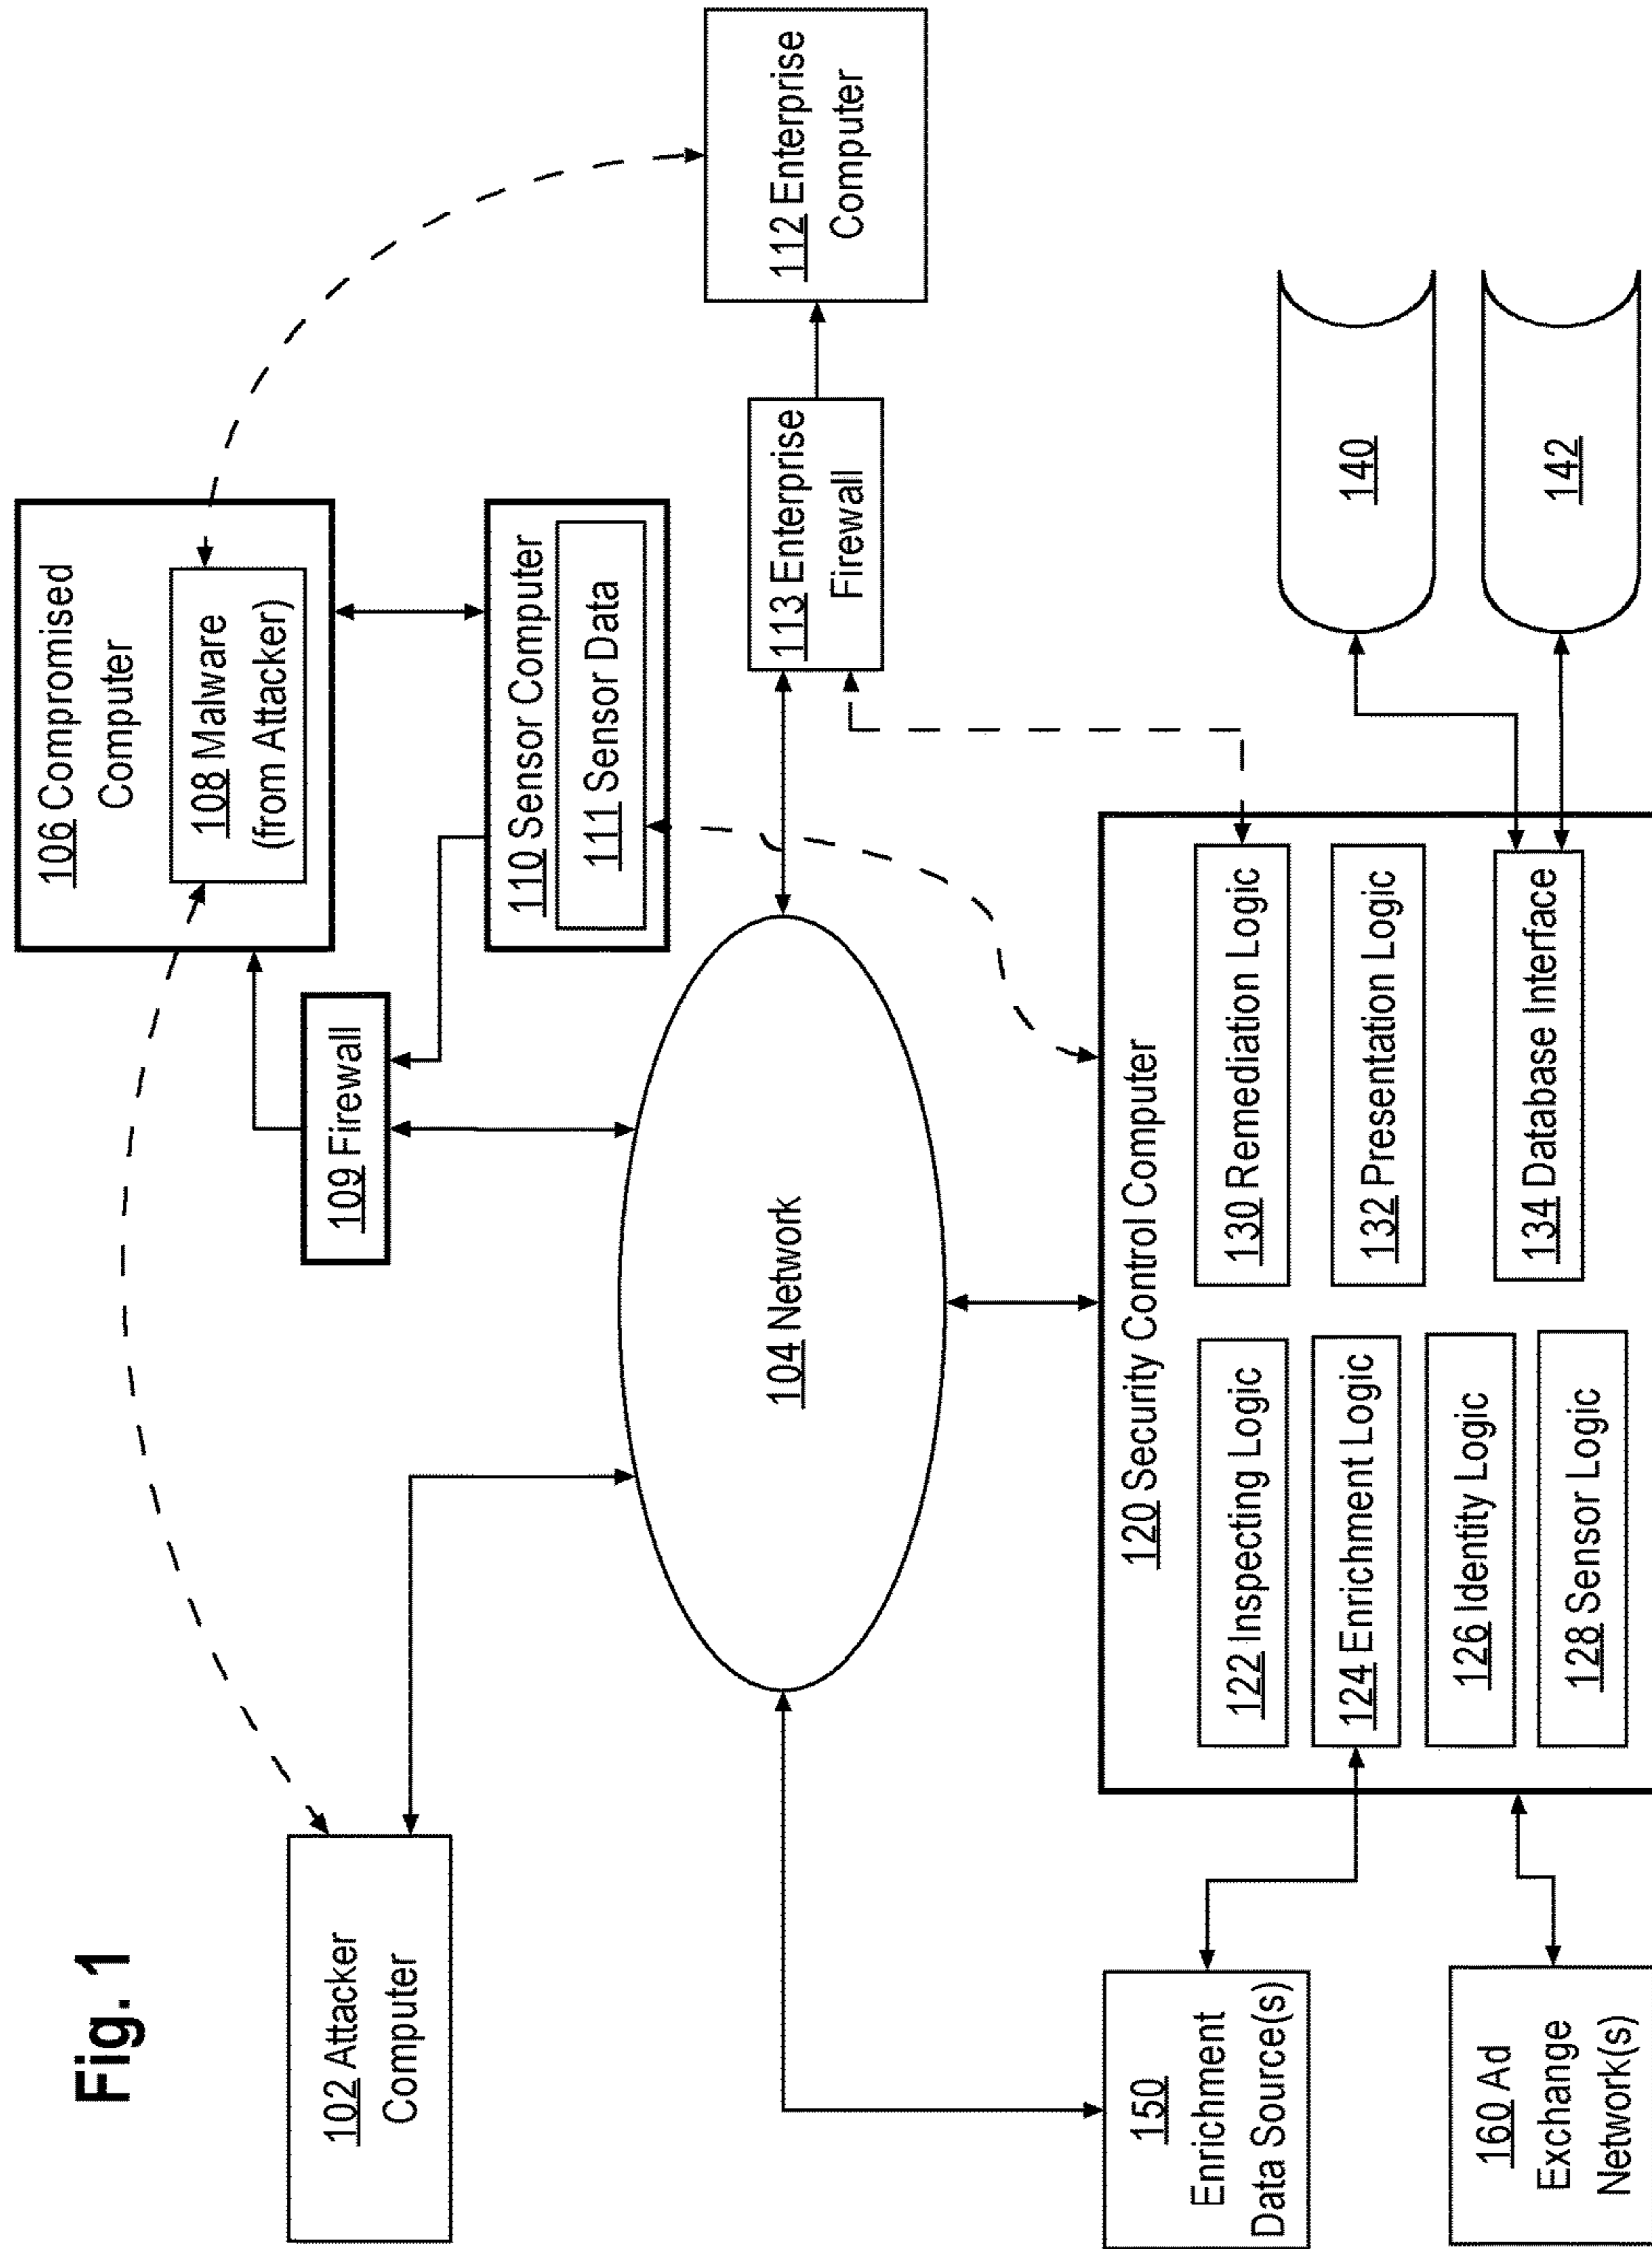 Fig. 1
102 Attacker
Computer
106 Compromised
Computer
108 Malware
(from Attacker)
109 Firewall
110 Sensor Computer
111 Sensor Data
104 Network
113 Enterprise
Firewall
112 Enterprise
Computer
150
Enrichment
Data Source(s)
160 Ad
Exchange
Network(s)
120 Security Control Computer
122 Inspecting Logic
124 Enrichment Logic
126 Identity Logic
128 Sensor Logic
130 Remediation Logic
132 Presentation Logic
134 Database Interface
140
142